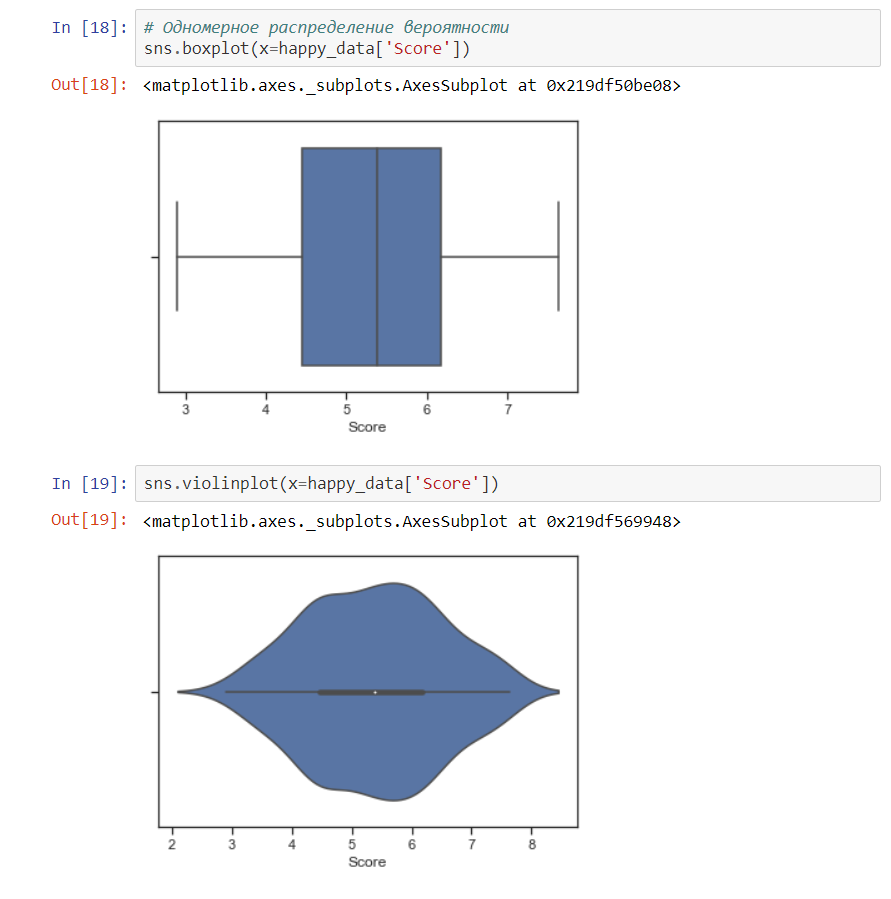 In [18]: # Одномерное распределение вероятности
sns.boxplot(x=happy_data['Score'])
Out[18]: <matplotlib.axes._subplots.AxesSubplot at 0x219df50be08>
3 4 5 6 7
Score
In [19]: sns.violinplot(x=happy_data['Score'])
Out[19]: <matplotlib.axes._subplots.AxesSubplot at 0x219df569948>
2 3 4 5 6 7 8
Score